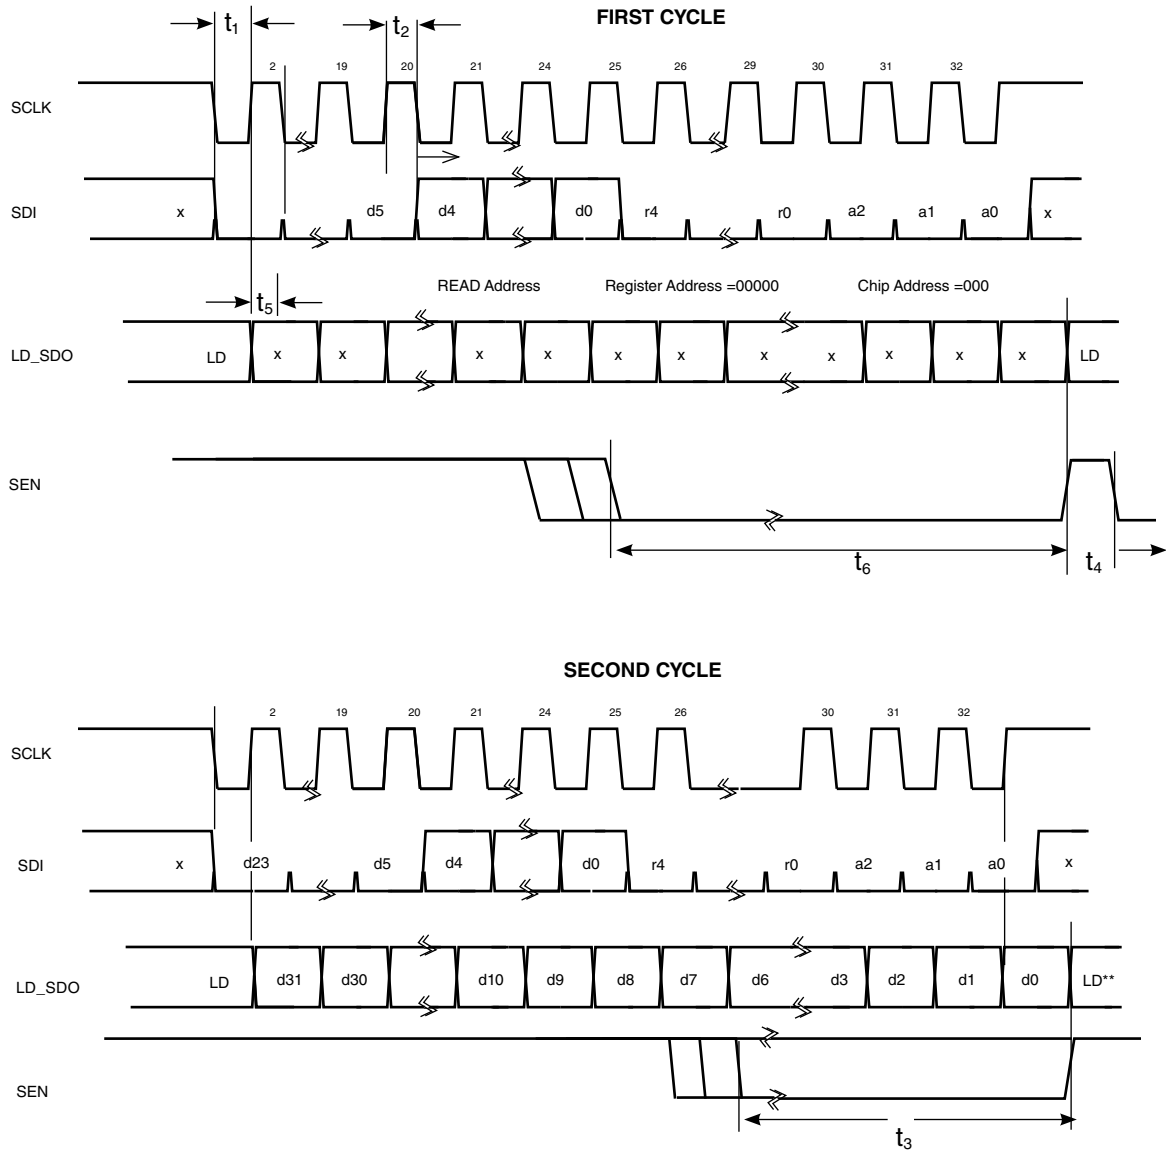 FIRST CYCLE
t1 t2
2 19 20 21 24 25 26 29 30 31 32
SCLK
SDI x d5 d4 d0 r4 r0 a2 a1 a0 x
READ Address Register Address =00000 Chip Address =000
t5
LD_SDO LD x x x x x x x x x x x LD
SEN
t6 t4
SECOND CYCLE
2 19 20 21 24 25 26 30 31 32
SCLK
SDI x d23 d5 d4 d0 r4 r0 a2 a1 a0 x
LD_SDO LD d31 d30 d10 d9 d8 d7 d6 d3 d2 d1 d0 LD**
SEN
t3